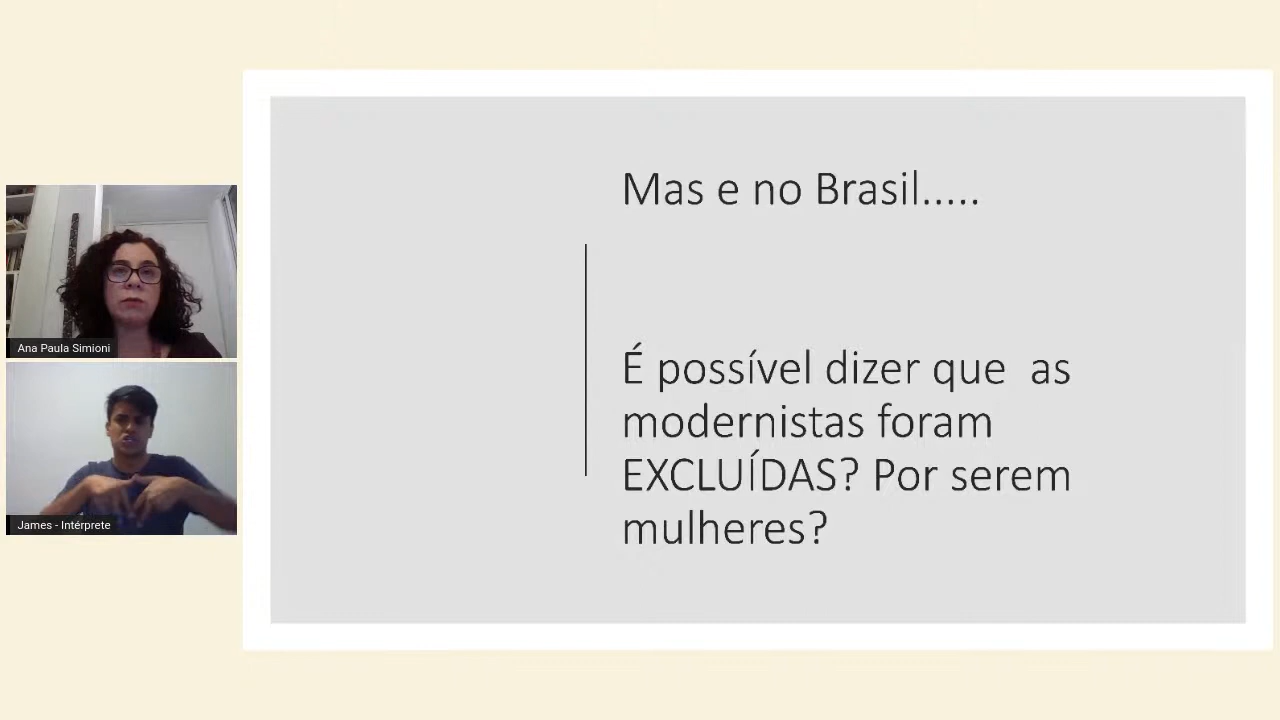 Mas e no Brasil.....
É possível dizer que as
modernistas foram
EXCLUÍDAS? Por serem
mulheres?
Ana Paula Simioni
James - Intérprete